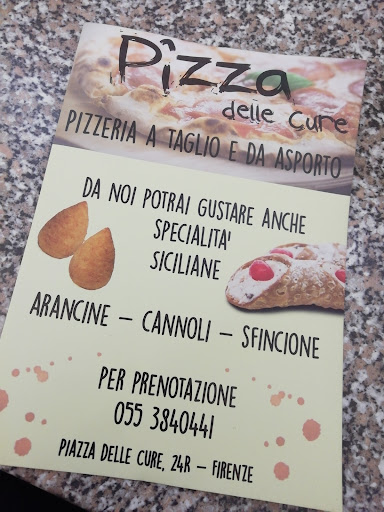 Pizza
delle Cure
PIZZERIA A TAGLIO E DA ASPORTO
DA NOI POTRAI GUSTARE ANCHE
SPECIALITA'
SICILIANE
ARANCINE – CANNOLI – SFINCIONE
PER PRENOTAZIONE
055 3840441
PIAZZA DELLE CURE, 24R – FIRENZE